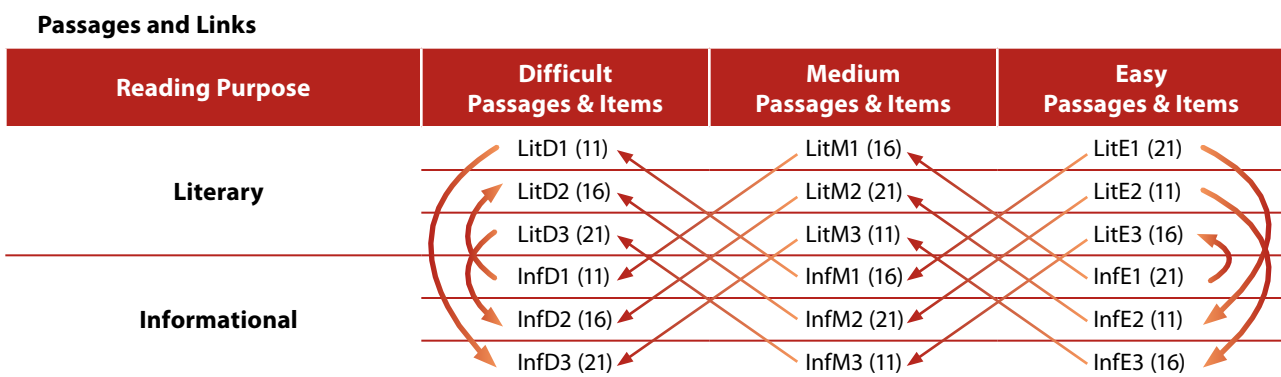 Passages and Links
Reading Purpose
Difficult
Passages & Items
Medium
Passages & Items
Easy
Passages & Items
Literary
LitD1 (11) LitM1 (16) LitE1 (21)
LitD2 (16) LitM2 (21) LitE2 (11)
LitD3 (21) LitM3 (11) LitE3 (16)
Informational
InfD1 (11) InfM1 (16) InfE1 (21)
InfD2 (16) InfM2 (21) InfE2 (11)
InfD3 (21) InfM3 (11) InfE3 (16)